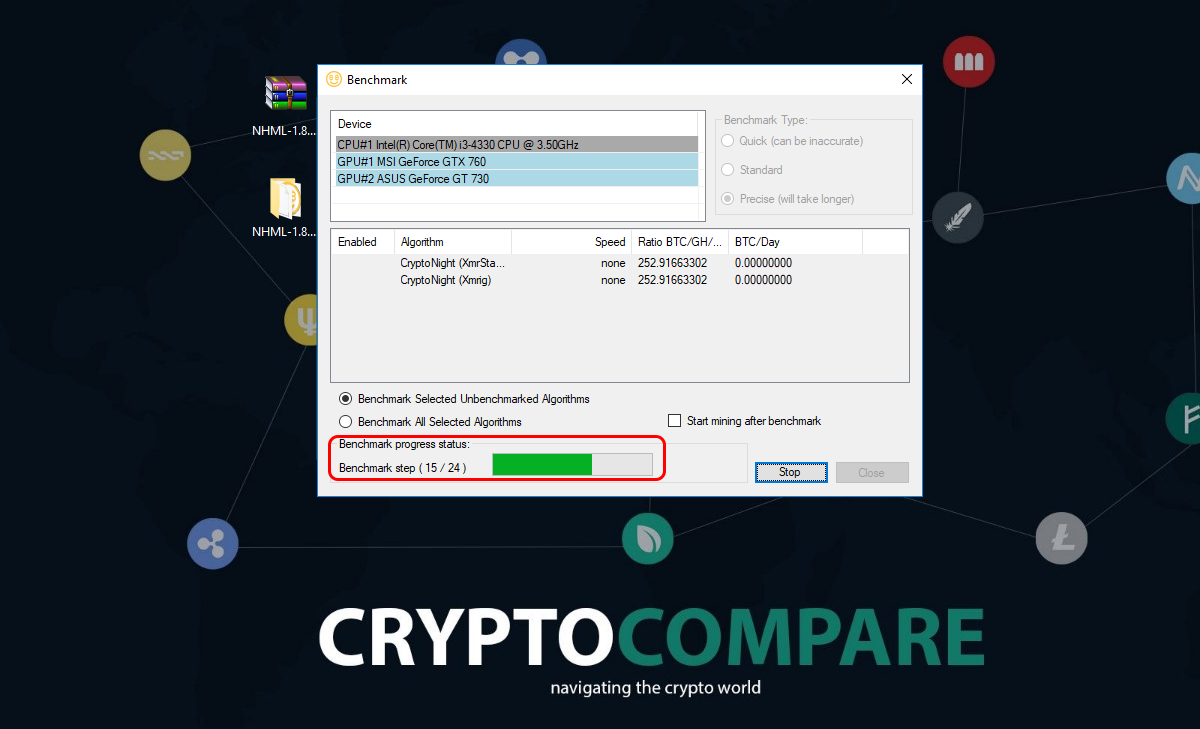 Benchmark
NHML-1.8...
NHML-1.8...
Device
CPU#1 Intel(R) Core(TM) i3-4330 CPU @ 3.50GHz
GPU#1 MSI GeForce GTX 760
GPU#2 ASUS GeForce GT 730
Benchmark Type:
Quick (can be inaccurate)
Standard
Precise (will take longer)
Enabled Algorithm Speed Ratio BTC/GH/... BTC/Day
CryptoNight (XmrSta... none 252.91663302 0.00000000
CryptoNight (Xmrig) none 252.91663302 0.00000000
Benchmark Selected Unbenchmarked Algorithms
Benchmark All Selected Algorithms
Start mining after benchmark
Benchmark progress status:
Benchmark step ( 15 / 24 )
Stop
Close
CRYPTOCOMPARE
navigating the crypto world